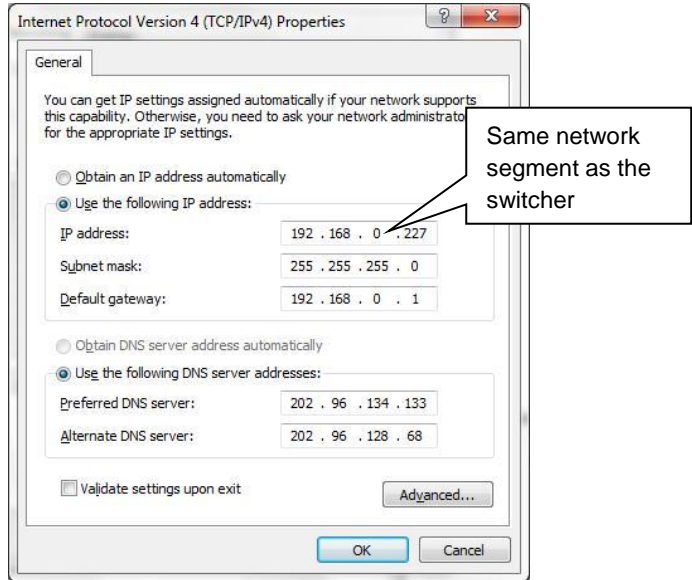 Internet Protocol Version 4 (TCP/IPv4) Properties
General
You can get IP settings assigned automatically if your network supports
this capability. Otherwise, you need to ask your network administrato
for the appropriate IP settings.
Obtain an IP address automatically
Use the following IP address:
IP address: 192 . 168 . 0 . 227
Subnet mask: 255 . 255 . 255 . 0
Default gateway: 192 . 168 . 0 . 1
Obtain DNS server address automatically
Use the following DNS server addresses:
Preferred DNS server: 202 . 96 . 134 . 133
Alternate DNS server: 202 . 96 . 128 . 68
Validate settings upon exit
Advanced...
OK Cancel
Same network
segment as the
switcher